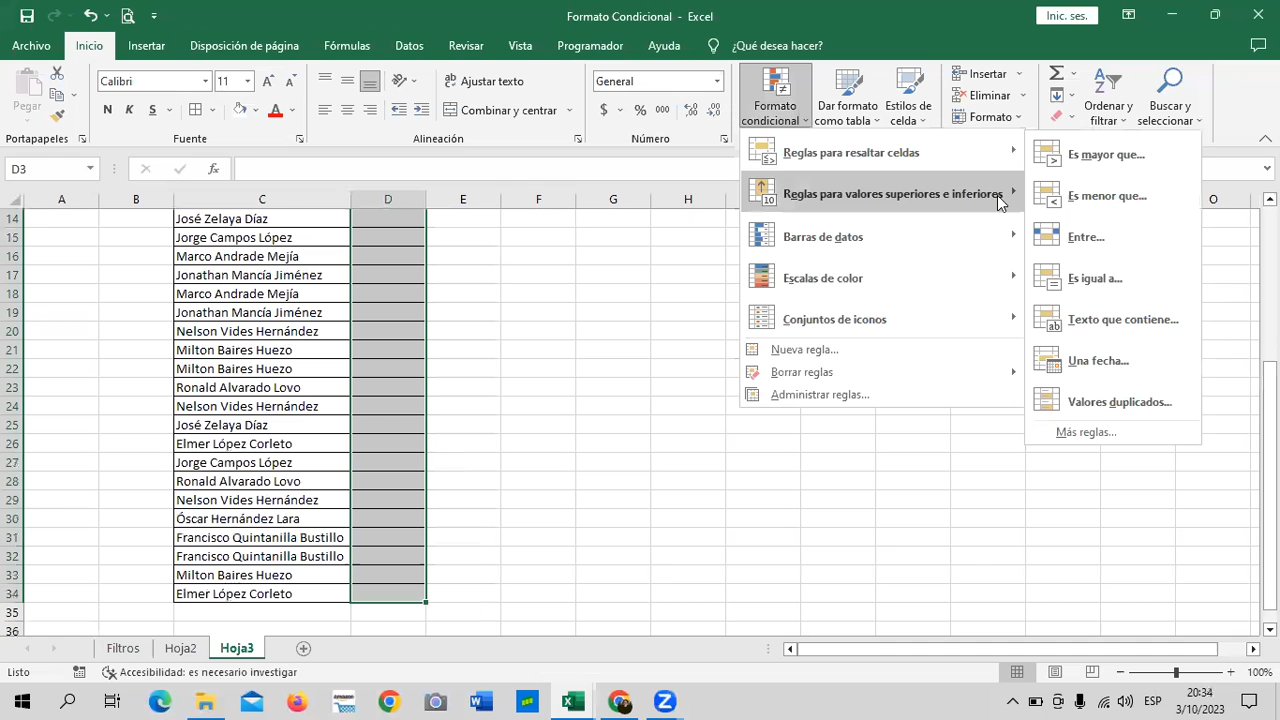 Formato Condicional - Excel
Inic. ses.
Archivo Inicio Insertar Disposición de página Fórmulas Datos Revisar Vista Programador Ayuda ¿Qué desea hacer?
Pegar
Calibri 11
N K S
A
Ajustar texto
Combinar y centrar
General
$ % 000
Formato condicional
Dar formato como tabla
Estilos de celda
Insertar
Eliminar
Formato
Ordenar y filtrar
Buscar y seleccionar
Portapapeles Fuente Alineación Número
D3 fx
A B C D E F G H O
14 José Zelaya Díaz
15 Jorge Campos López
16 Marco Andrade Mejía
17 Jonathan Mancía Jiménez
18 Marco Andrade Mejía
19 Jonathan Mancía Jiménez
20 Nelson Vides Hernández
21 Milton Baires Huezo
22 Milton Baires Huezo
23 Ronald Alvarado Lovo
24 Nelson Vides Hernández
25 José Zelaya Díaz
26 Elmer López Corleto
27 Jorge Campos López
28 Ronald Alvarado Lovo
29 Nelson Vides Hernández
30 Óscar Hernández Lara
31 Francisco Quintanilla Bustillo
32 Francisco Quintanilla Bustillo
33 Milton Baires Huezo
34 Elmer López Corleto
35
36
Reglas para resaltar celdas
Reglas para valores superiores e inferiores
Barras de datos
Escalas de color
Conjuntos de iconos
Nueva regla...
Borrar reglas
Administrar reglas...
Es mayor que...
Es menor que...
Entre...
Es igual a...
Texto que contiene...
Una fecha...
Valores duplicados...
Más reglas...
Filtros Hoja2 Hoja3
Listo Accesibilidad: es necesario investigar 100%
ESP
20:34
3/10/2023